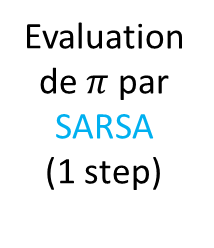 Evaluation
de 𝜋 par
SARSA
(1 step)